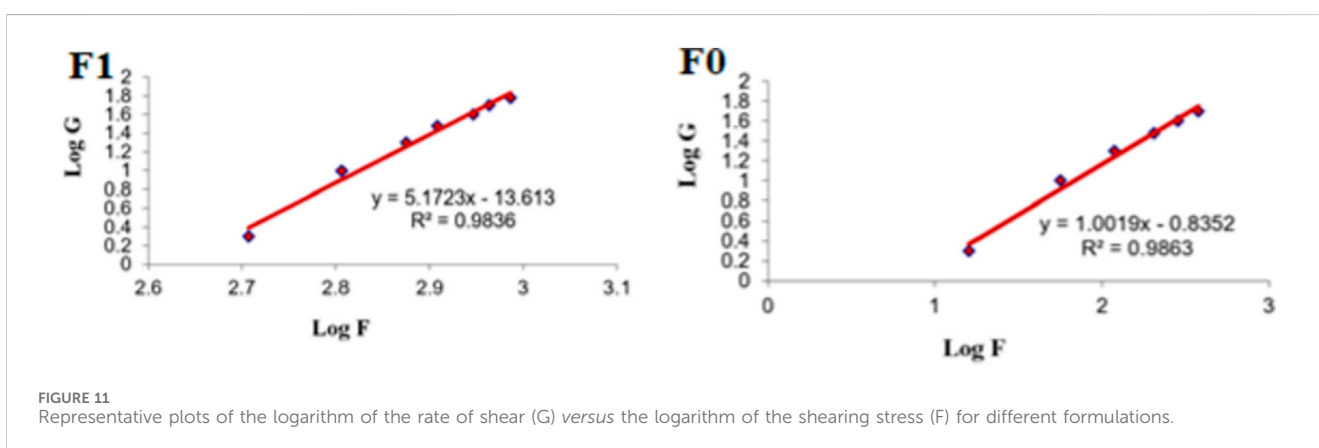 F1
2
1.8
1.6
1.4
1.2
1
0.8
0.6
0.4
0.2
0
Log G
y = 5.1723x - 13.613
R² = 0.9836
2.6 2.7 2.8 2.9 3 3.1
Log F
F0
2
1.8
1.6
1.4
1.2
1
0.8
0.6
0.4
0.2
0
Log G
y = 1.0019x - 0.8352
R² = 0.9863
0 1 2 3
Log F
FIGURE 11
Representative plots of the logarithm of the rate of shear (G) versus the logarithm of the shearing stress (F) for different formulations.